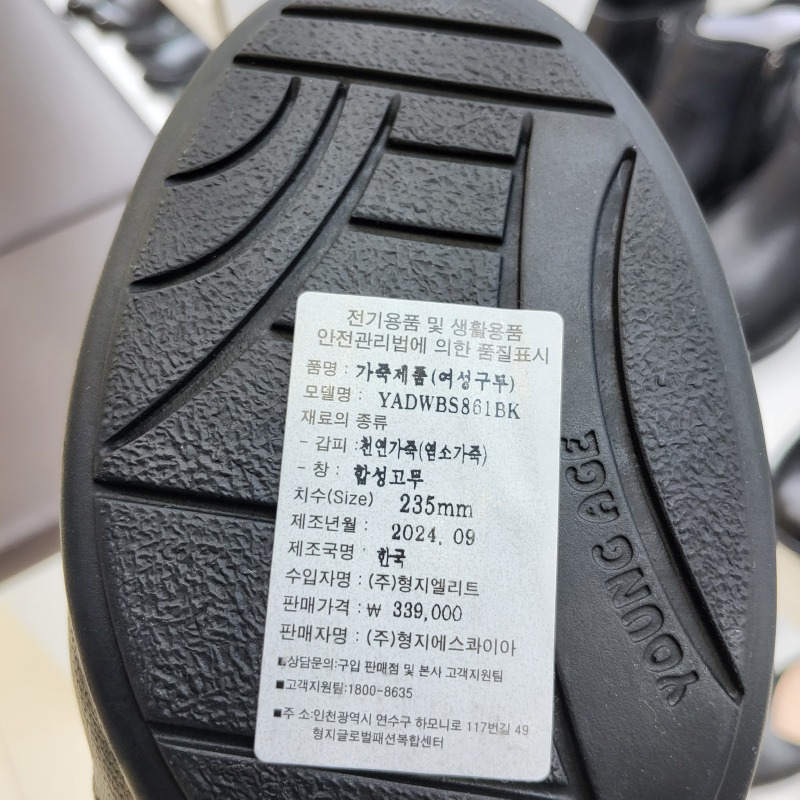 전기용품 및 생활용품
안전관리법에 의한 품질표시
품명 : 가죽제품(여성구두)
모델명 : YADWBS861BK
재료의 종류
- 갑피 : 천연가죽(염소가죽)
- 창 : 합성고무
치수(Size) 235mm
제조년월 : 2024. 09
제조국명 : 한국
수입자명 : (주)형지엘리트
판매가격 : ₩ 339,000
판매자명 : (주)형지에스콰이아
■상담문의:구입 판매점 및 본사 고객지원팀
■고객지원팀:1800-8635
■주 소:인천광역시 연수구 하모니로 117번길 49
형지글로벌패션복합센터
YOUNG AGE